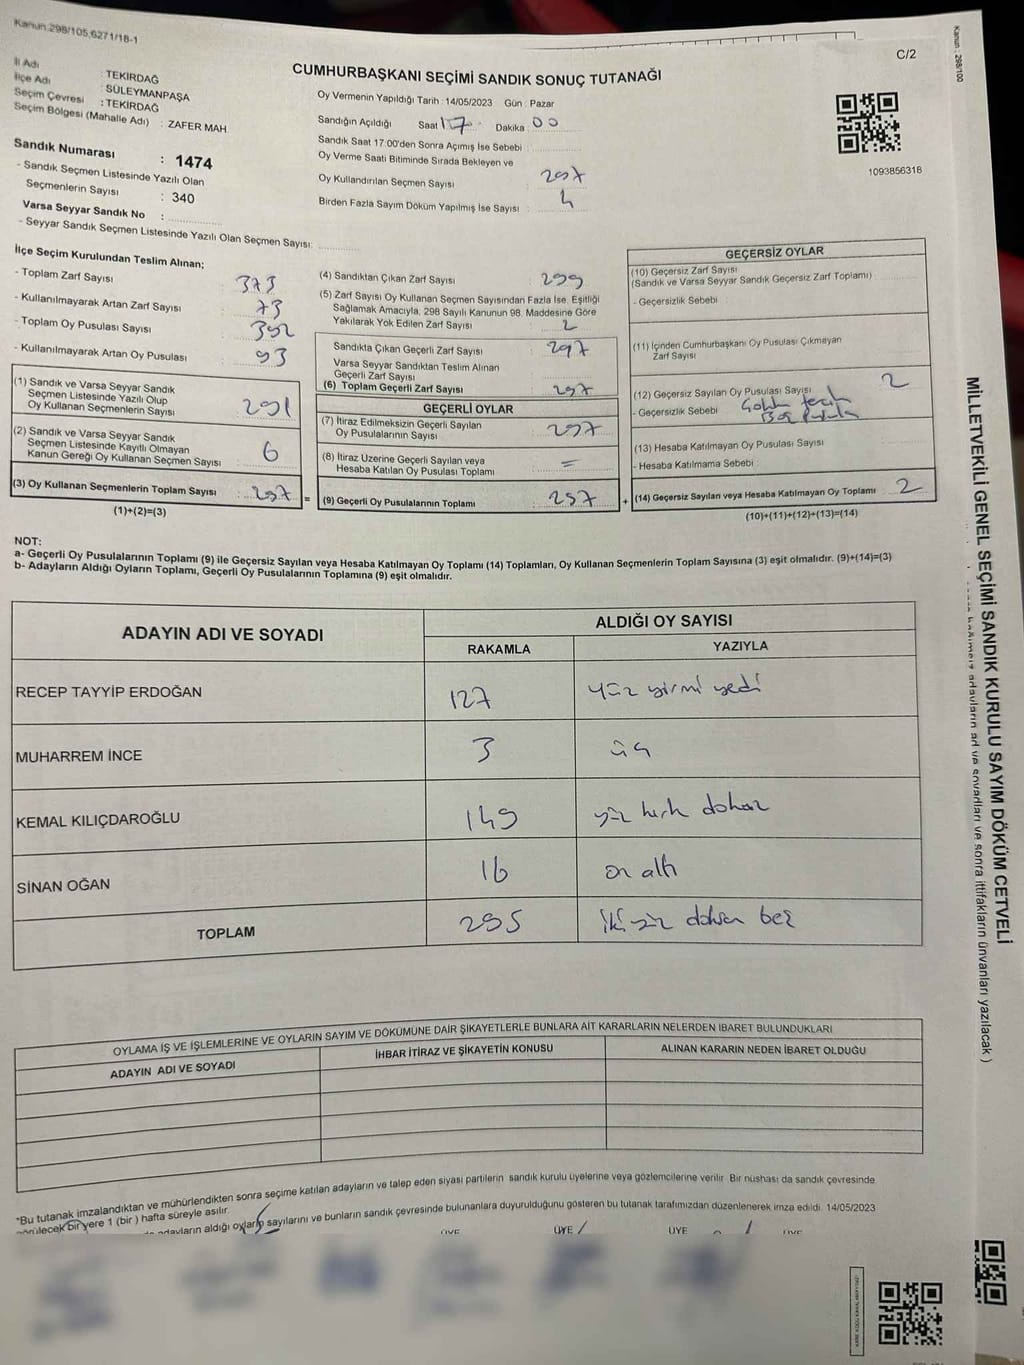 Kanun:298/105,6271/18-1
C/2
CUMHURBAŞKANI SEÇİMİ SANDIK SONUÇ TUTANAĞI
İl Adı : TEKİRDAĞ
İlçe Adı : SÜLEYMANPAŞA
Seçim Çevresi : TEKİRDAĞ
Seçim Bölgesi (Mahalle Adı) : ZAFER MAH
Sandık Numarası : 1474
- Sandık Seçmen Listesinde Yazılı Olan
Seçmenlerin Sayısı : 340
Varsa Seyyar Sandık No :
- Seyyar Sandık Seçmen Listesinde Yazılı Olan Seçmen Sayısı:
Oy Vermenin Yapıldığı Tarih : 14/05/2023 Gün : Pazar
Sandığın Açıldığı Saat 17 Dakika : 00
Sandık Saat 17:00'den Sonra Açımış İse Sebebi :
Oy Verme Saati Bitiminde Sırada Bekleyen ve
Oy Kullandırılan Seçmen Sayısı : 297
Birden Fazla Sayım Döküm Yapılmış İse Sayısı : 4
1093856318
İlçe Seçim Kurulundan Teslim Alınan;
- Toplam Zarf Sayısı : 373
- Kullanılmayarak Artan Zarf Sayısı : 73
- Toplam Oy Pusulası Sayısı : 392
- Kullanılmayarak Artan Oy Pusulası : 93
(1) Sandık ve Varsa Seyyar Sandık
Seçmen Listesinde Yazılı Olup
Oy Kullanan Seçmenlerin Sayısı : 291
(2) Sandık ve Varsa Seyyar Sandık
Seçmen Listesinde Kayıtlı Olmayan
Kanun Gereği Oy Kullanan Seçmen Sayısı : 6
(3) Oy Kullanan Seçmenlerin Toplam Sayısı : 297 =
(1)+(2)=(3)
(4) Sandıktan Çıkan Zarf Sayısı : 299
(5) Zarf Sayısı Oy Kullanan Seçmen Sayısından Fazla İse, Eşitliği
Sağlamak Amacıyla, 298 Sayılı Kanunun 98. Maddesine Göre
Yakılarak Yok Edilen Zarf Sayısı : 2
Sandıkta Çıkan Geçerli Zarf Sayısı : 297
Varsa Seyyar Sandıktan Teslim Alınan
Geçerli Zarf Sayısı :
(6) Toplam Geçerli Zarf Sayısı : 297
GEÇERLİ OYLAR
(7) İtiraz Edilmeksizin Geçerli Sayılan
Oy Pusulalarının Sayısı : 297
(8) İtiraz Üzerine Geçerli Sayılan veya
Hesaba Katılan Oy Pusulası Toplamı : =
(9) Geçerli Oy Pusulalarının Toplamı : 297 +
GEÇERSİZ OYLAR
(10) Geçersiz Zarf Sayısı
(Sandık ve Varsa Seyyar Sandık Geçersiz Zarf Toplamı) :
- Geçersizlik Sebebi :
(11) İçinden Cumhurbaşkanı Oy Pusulası Çıkmayan
Zarf Sayısı :
(12) Geçersiz Sayılan Oy Pusulası Sayısı : 2
- Geçersizlik Sebebi : Boş Pusula
(13) Hesaba Katılmayan Oy Pusulası Sayısı :
- Hesaba Katılmama Sebebi :
(14) Geçersiz Sayılan veya Hesaba Katılmayan Oy Toplamı : 2
(10)+(11)+(12)+(13)=(14)
NOT:
a- Geçerli Oy Pusulalarının Toplamı (9) ile Geçersiz Sayılan veya Hesaba Katılmayan Oy Toplamı (14) Toplamları, Oy Kullanan Seçmenlerin Toplam Sayısına (3) eşit olmalıdır. (9)+(14)=(3)
b- Adayların Aldığı Oyların Toplamı, Geçerli Oy Pusulalarının Toplamına (9) eşit olmalıdır.
ADAYIN ADI VE SOYADI ALDIĞI OY SAYISI
RAKAMLA YAZIYLA
RECEP TAYYİP ERDOĞAN 127 yüz yirmi yedi
MUHARREM İNCE 3 üç
KEMAL KILIÇDAROĞLU 149 yüz kırk dokuz
SİNAN OĞAN 16 on altı
TOPLAM 295 iki yüz doksan beş
OYLAMA İŞ VE İŞLEMLERİNE VE OYLARIN SAYIM VE DÖKÜMÜNE DAİR ŞİKAYETLERLE BUNLARA AİT KARARLARIN NELERDEN İBARET BULUNDUKLARI
ADAYIN ADI VE SOYADI İHBAR İTİRAZ VE ŞİKAYETİN KONUSU ALINAN KARARIN NEDEN İBARET OLDUĞU
*Bu tutanak imzalandıktan ve mühürlendikten sonra seçime katılan adayların ve talep eden siyasi partilerin sandık kurulu üyelerine veya gözlemcilerine verilir. Bir nüshası da sandık çevresinde
görülecek bir yere 1 (bir) hafta süreyle asılır.
adayların aldığı oyların sayılarını ve bunların sandık çevresinde bulunanlara duyurulduğunu gösteren bu tutanak tarafımızdan düzenlenerek imza edildi. 14/05/2023
ÜYE ÜYE ÜYE ÜYE
Kanun : 298/100
MİLLETVEKİLİ GENEL SEÇİMİ SANDIK KURULU SAYIM DÖKÜM CETVELİ
bağımsız adayların ad ve soyadları ve sonra ittifakların ünvanları yazılacak )